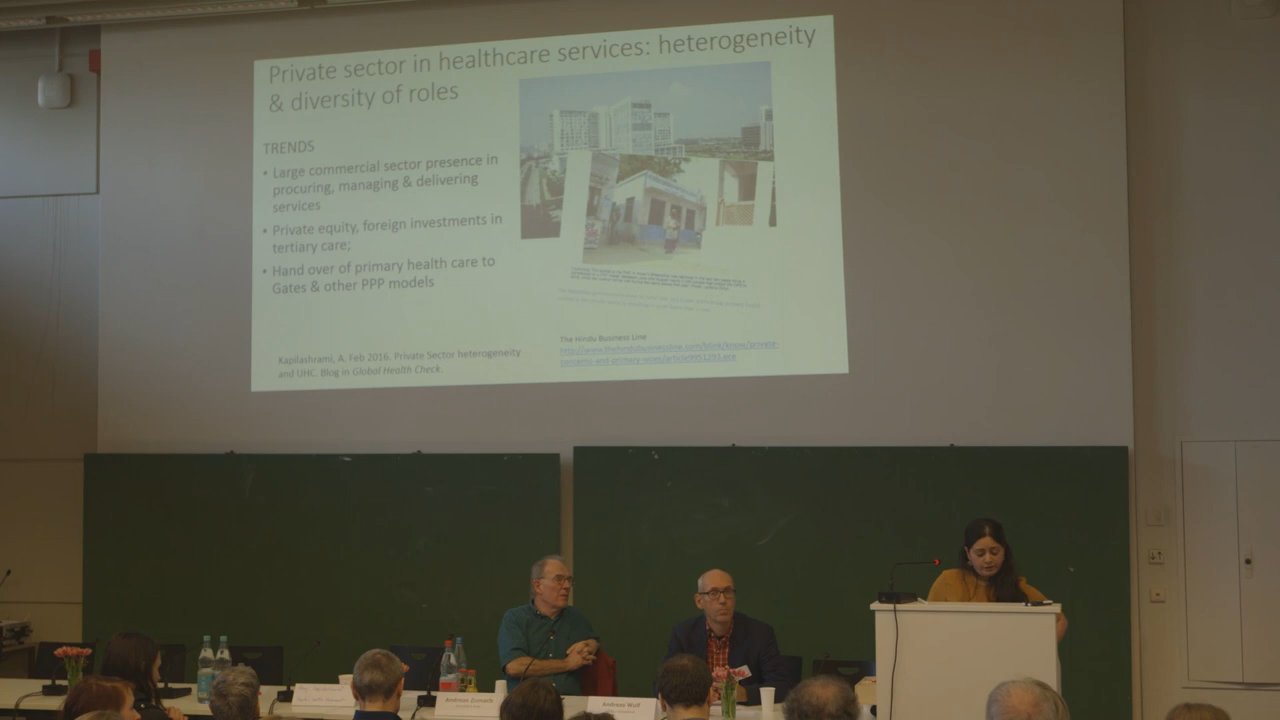 Private sector in healthcare services: heterogeneity
& diversity of roles
TRENDS
• Large commercial sector presence in
procuring, managing & delivering
services
• Private equity, foreign investments in
tertiary care;
• Hand over of primary health care to
Gates & other PPP models
Kapilashrami, A. Feb 2016. Private Sector heterogeneity
and UHC. Blog in Global Health Check.
The Hindu Business Line
Andreas Zumach
Andreas Wulf